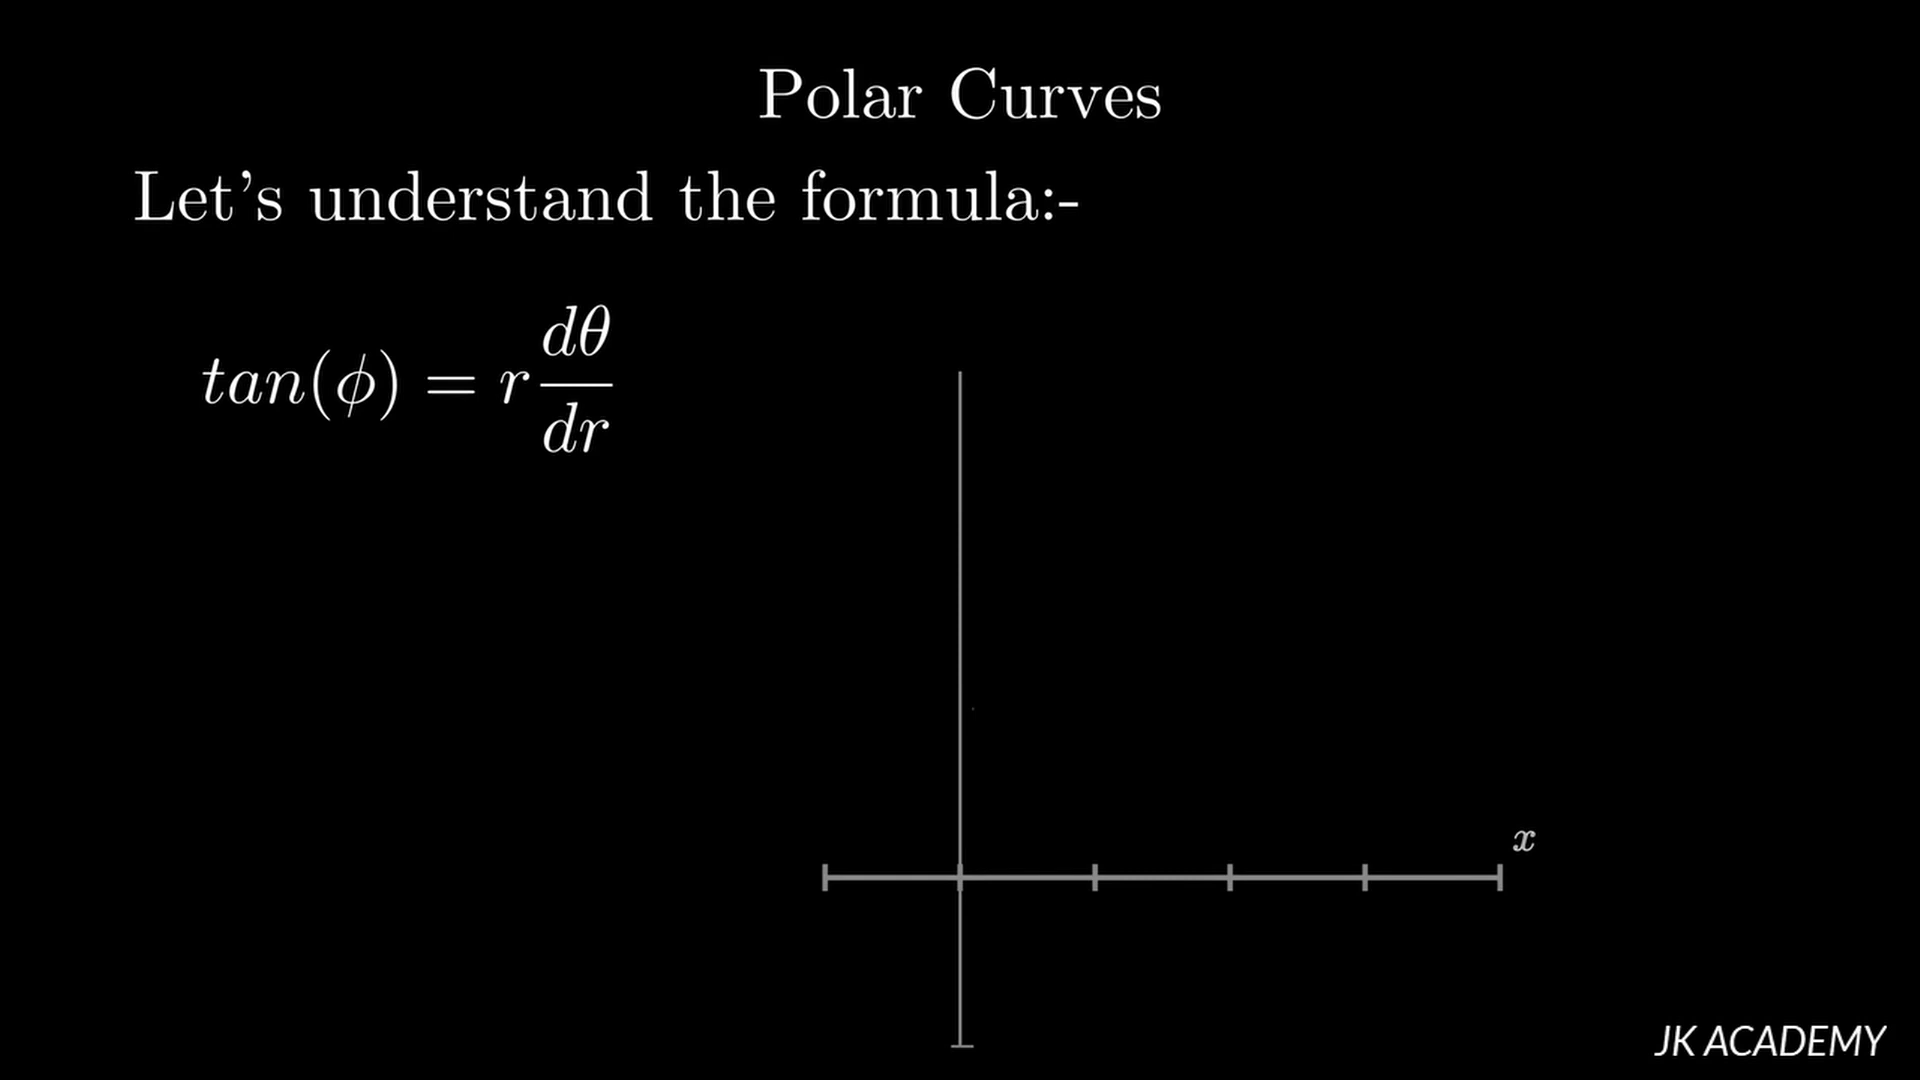 Polar Curves
Let's understand the formula:-
tan(ϕ) = r dθ/dr
x
JK ACADEMY